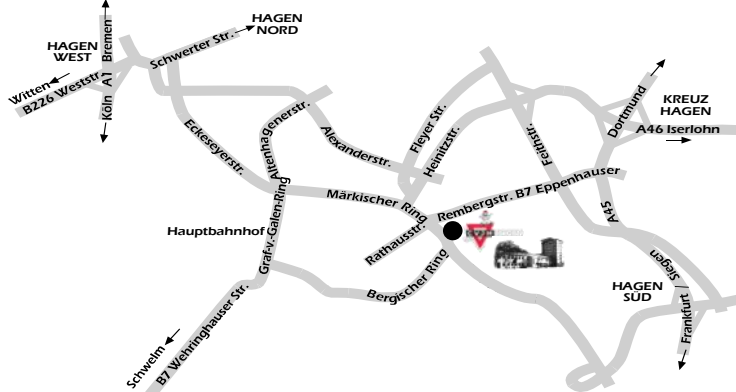 HAGEN
NORD
HAGEN
WEST
Bremen
Schwerter Str.
Witten
B226 Weststr.
Köln A1
Dortmund
KREUZ
HAGEN
A46 Iserlohn
Fleyer Str.
Heinitzstr.
Feithstr.
Eckeseyerstr.
Altenhagenerstr.
Alexanderstr.
Märkischer Ring
Rembergstr. B7 Eppenhauser
A45
Hauptbahnhof
Graf-v.-Galen-Ring
Rathausstr.
Bergischer Ring
Siegen
HAGEN
SÜD
Frankfurt
Schwelm
B7 Wehringhauser Str.